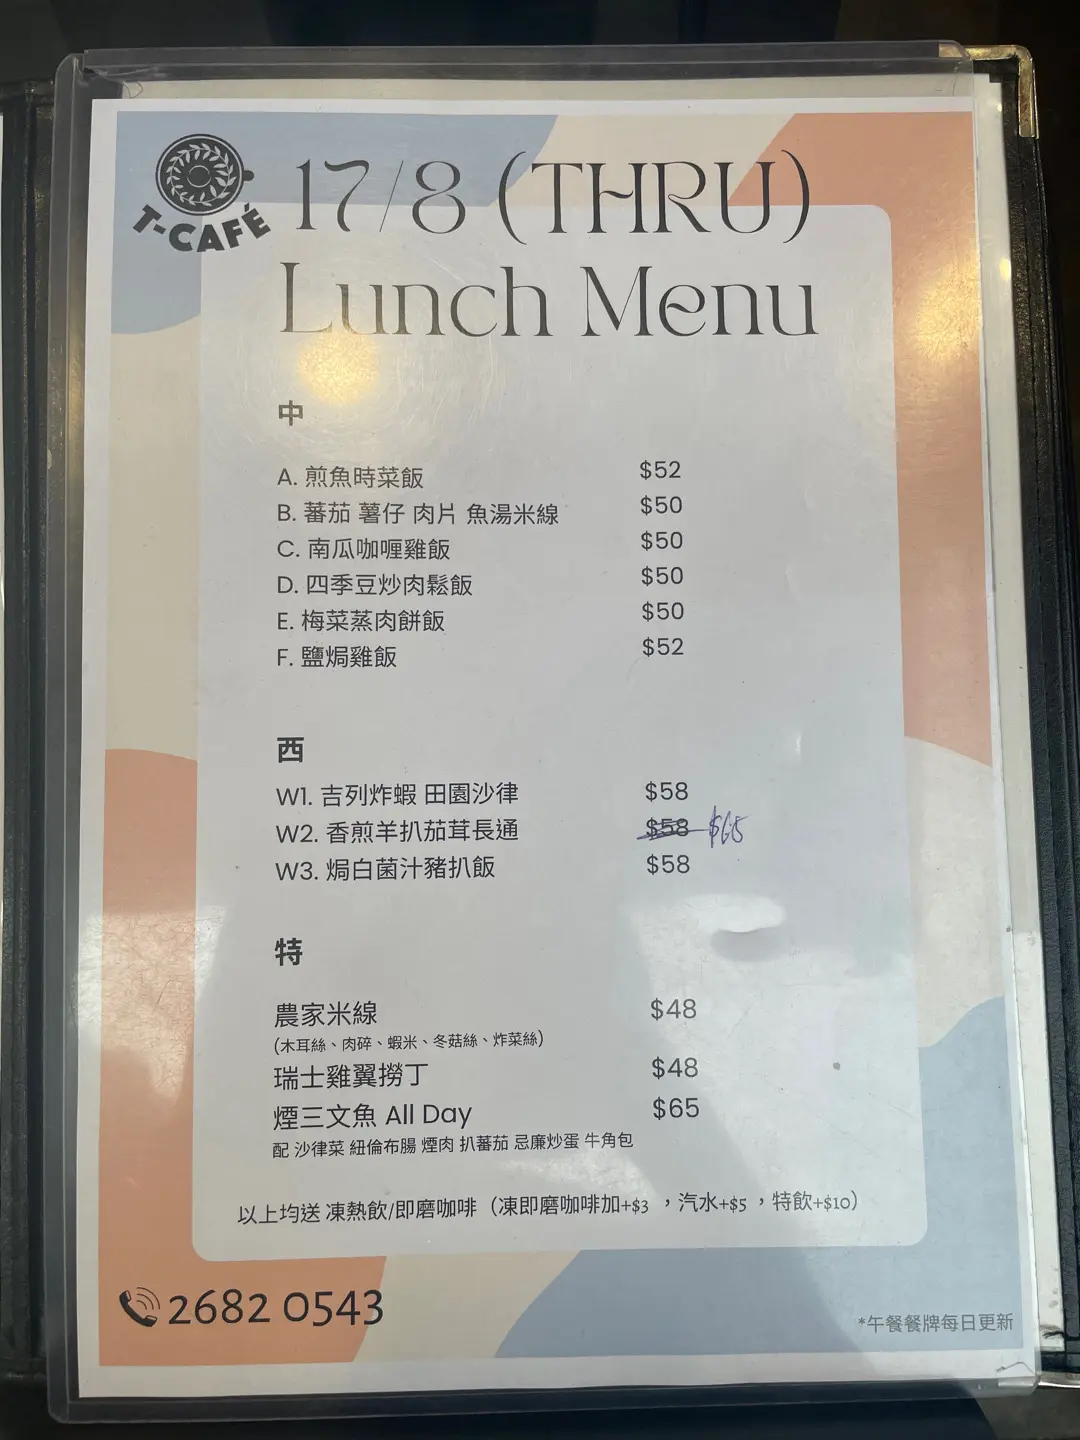 T-CAFÉ
17/8 (THRU)
Lunch Menu
中
A. 煎魚時菜飯 $52
B. 蕃茄 薯仔 肉片 魚湯米線 $50
C. 南瓜咖喱雞飯 $50
D. 四季豆炒肉鬆飯 $50
E. 梅菜蒸肉餅飯 $50
F. 鹽焗雞飯 $52
西
W1. 吉列炸蝦 田園沙律 $58
W2. 香煎羊扒茄茸長通 $58 $65
W3. 焗白菌汁豬扒飯 $58
特
農家米線 $48
(木耳絲、肉碎、蝦米、冬菇絲、炸菜絲)
瑞士雞翼撈丁 $48
煙三文魚 All Day $65
配 沙律菜 紐倫布腸 煙肉 扒蕃茄 忌廉炒蛋 牛角包
以上均送 凍熱飲/即磨咖啡（凍即磨咖啡加+$3 ，汽水+$5 ，特飲+$10）
2682 0543
*午餐餐牌每日更新